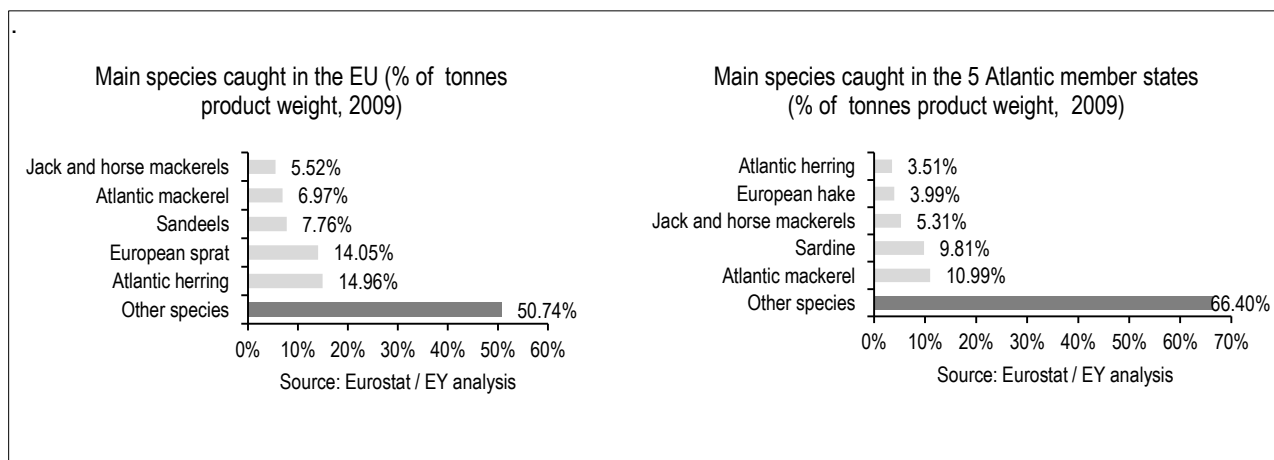 .
Main species caught in the EU (% of tonnes
product weight, 2009)
Jack and horse mackerels 5.52%
Atlantic mackerel 6.97%
Sandeels 7.76%
European sprat 14.05%
Atlantic herring 14.96%
Other species 50.74%
0% 10% 20% 30% 40% 50% 60%
Source: Eurostat / EY analysis
Main species caught in the 5 Atlantic member states
(% of tonnes product weight, 2009)
Atlantic herring 3.51%
European hake 3.99%
Jack and horse mackerels 5.31%
Sardine 9.81%
Atlantic mackerel 10.99%
Other species 66.40%
0% 10% 20% 30% 40% 50% 60% 70%
Source: Eurostat / EY analysis